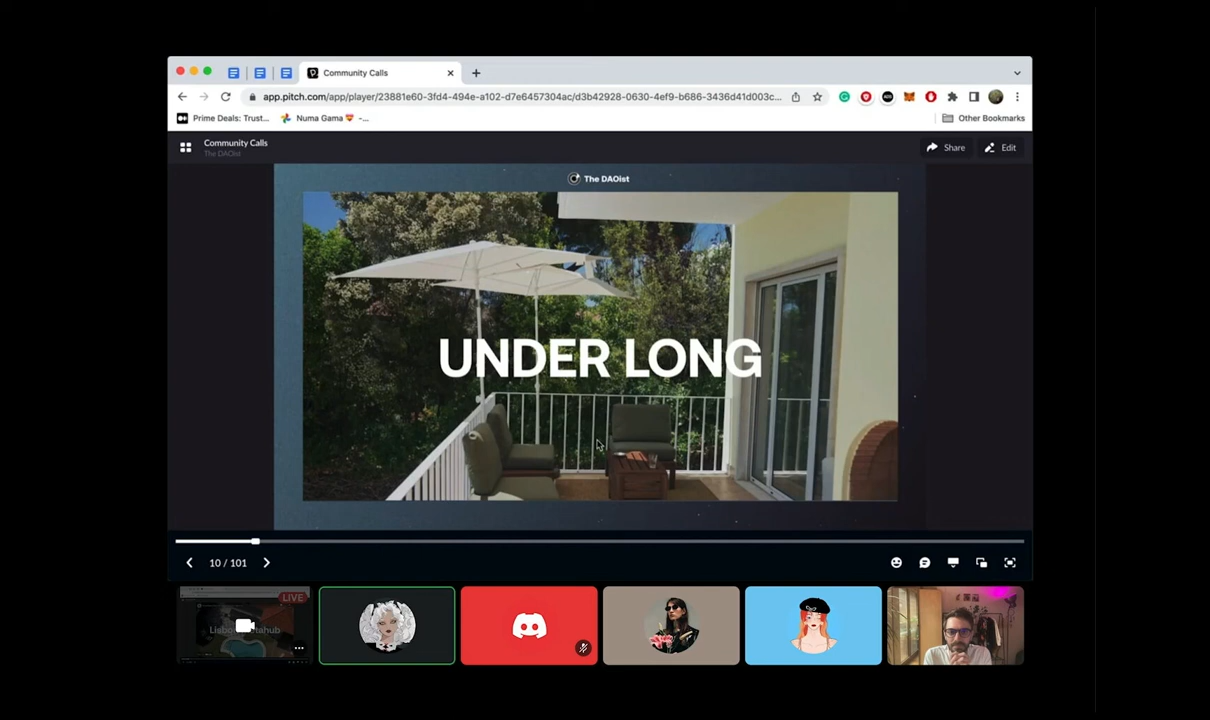 Community Calls
app.pitch.com/app/player/23881e60-3fd4-494e-a102-d7e6457304ac/d3b42928-0630-4ef9-b686-3436d41d003c...
Prime Deals: Trust...
Numa Gama
-...
Other Bookmarks
Community Calls
The DAOist
Share
Edit
The DAOist
UNDER LONG
10 / 101
LIVE